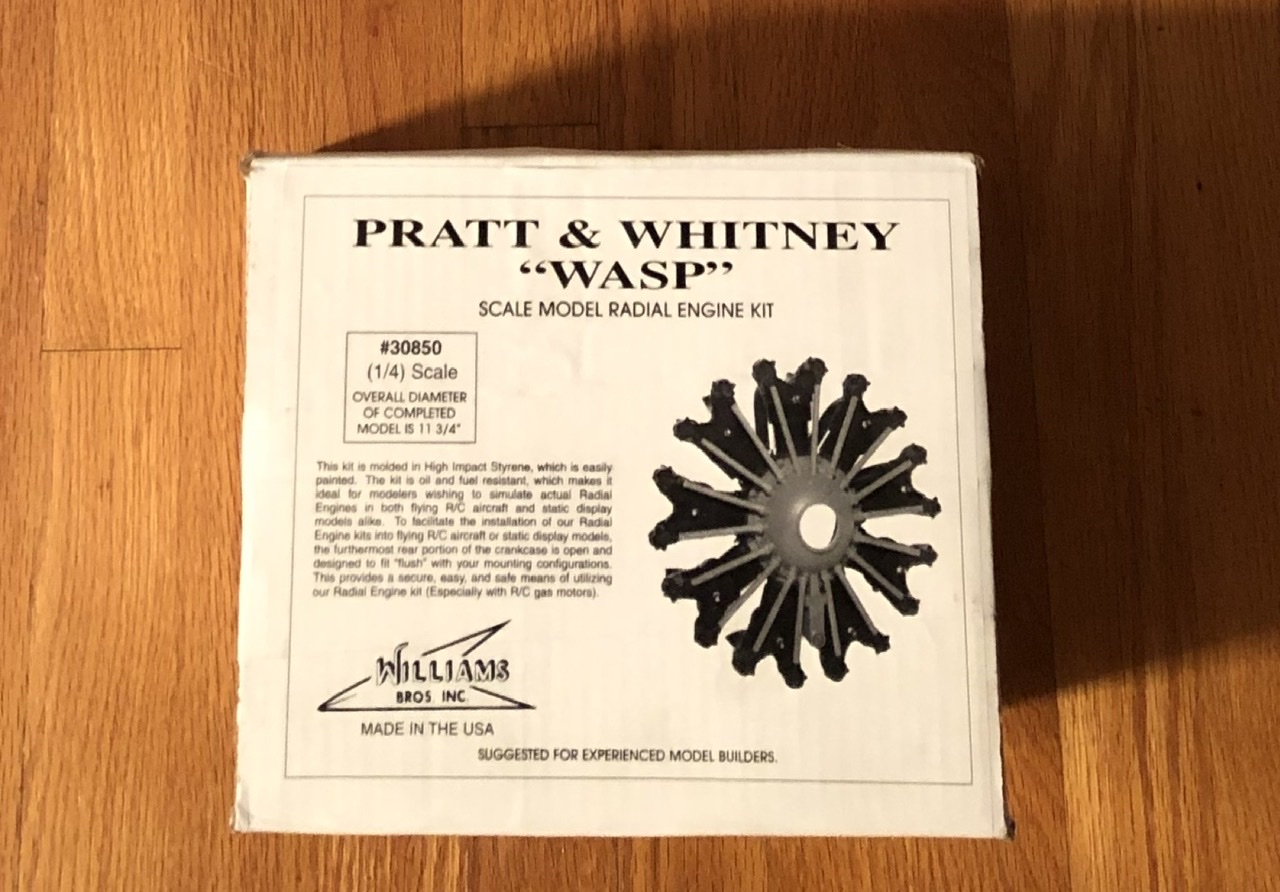 PRATT & WHITNEY
“WASP”
SCALE MODEL RADIAL ENGINE KIT
#30850
(1/4) Scale
OVERALL DIAMETER
OF COMPLETED
MODEL IS 11 3/4"
This kit is molded in High Impact Styrene, which is easily
painted. The kit is oil and fuel resistant, which makes it
ideal for modelers wishing to simulate actual Radial
Engines in both flying R/C aircraft and static display
models alike. To facilitate the installation of our Radial
Engine kits into flying R/C aircraft or static display models,
the furthermost rear portion of the crankcase is open and
designed to fit "flush" with your mounting configurations.
This provides a secure, easy, and safe means of utilizing
our Radial Engine kit (Especially with R/C gas motors).
WILLIAMS
BROS. INC.
MADE IN THE USA
SUGGESTED FOR EXPERIENCED MODEL BUILDERS.